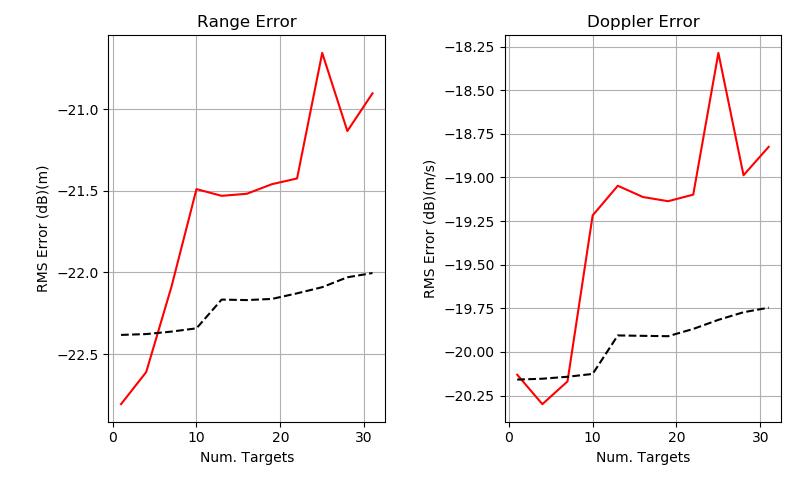 Range Error
RMS Error (dB)(m)
−21.0
−21.5
−22.0
−22.5
0 10 20 30
Num. Targets
Doppler Error
RMS Error (dB)(m/s)
−18.25
−18.50
−18.75
−19.00
−19.25
−19.50
−19.75
−20.00
−20.25
0 10 20 30
Num. Targets